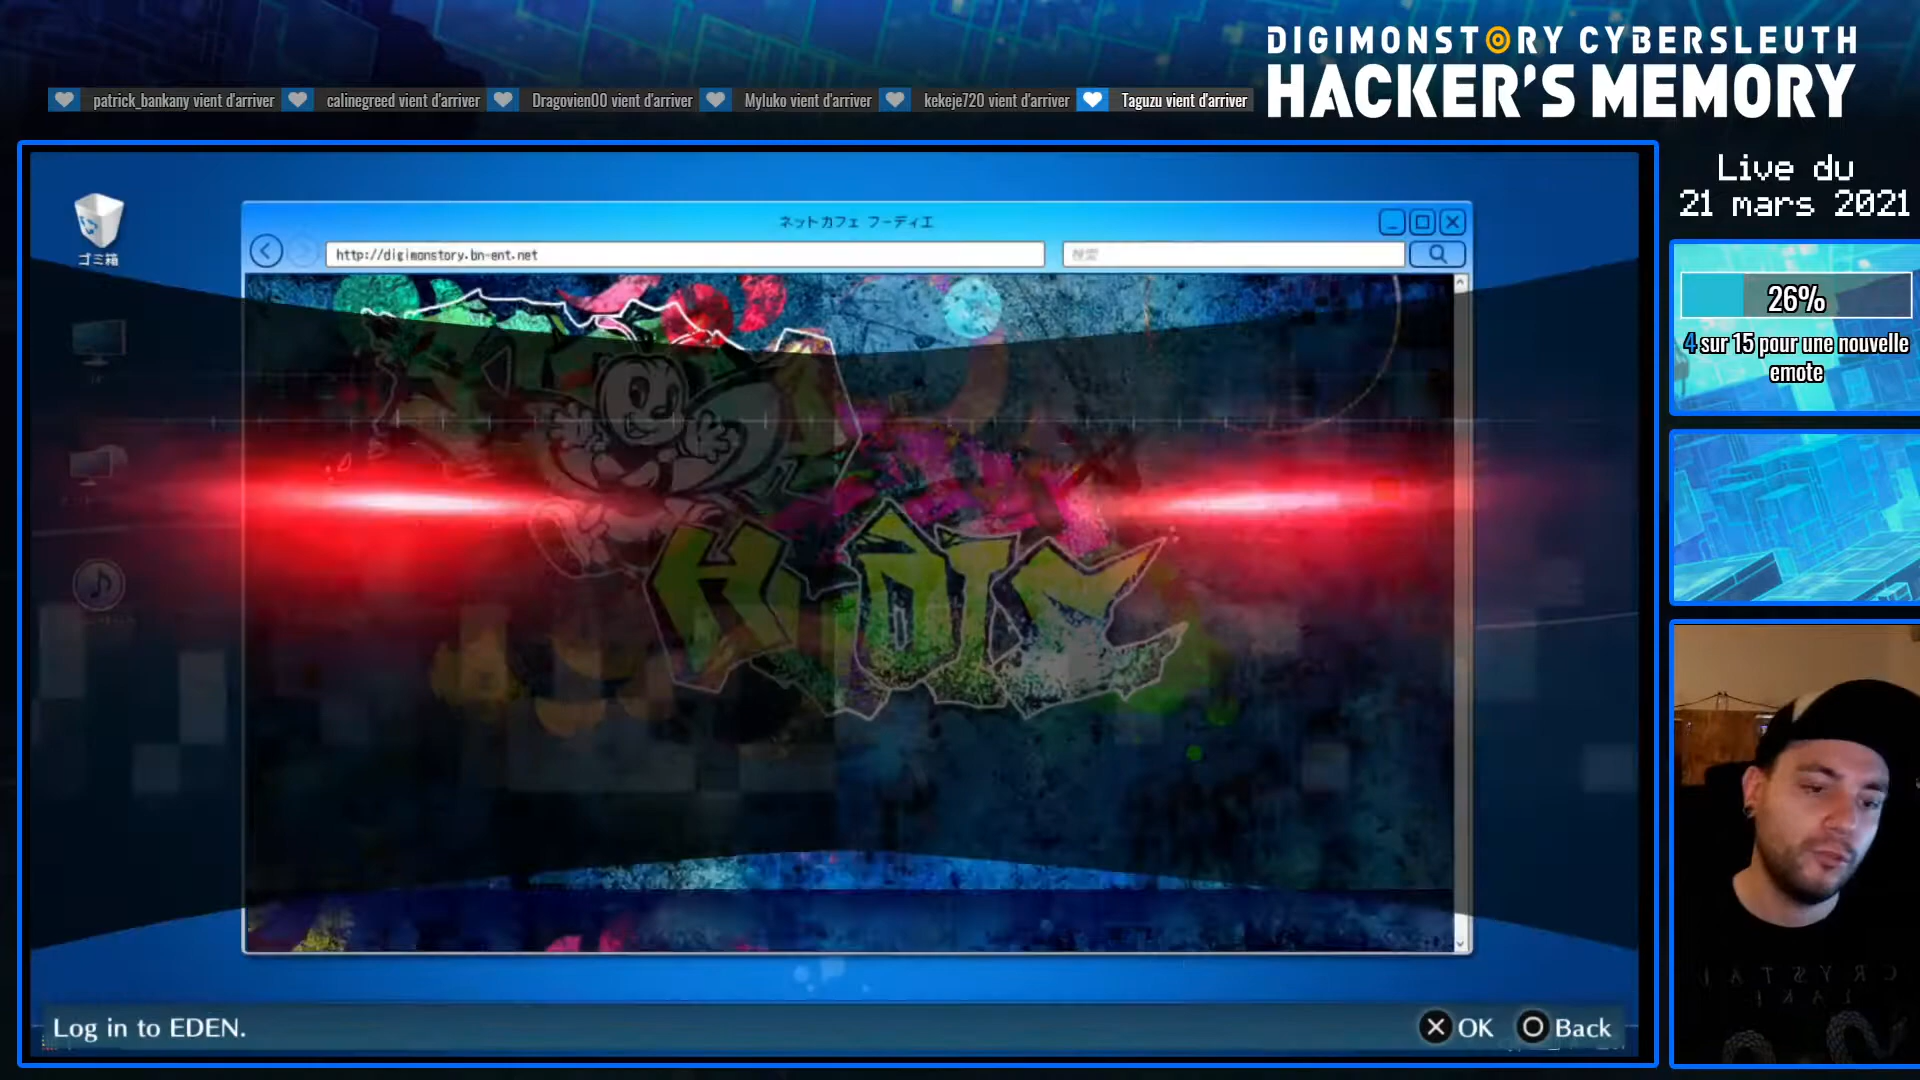 DIGIMONSTORY CYBERSLEUTH
HACKER'S MEMORY
patrick_bankany vient d'arriver
calinegreed vient d'arriver
Dragovien00 vient d'arriver
Myluko vient d'arriver
kekeje720 vient d'arriver
Taguzu vient d'arriver
Live du
21 mars 2021
ゴミ箱
ネットカフェ フーディエ
http://digimonstory.bn-ent.net
検索
26%
4 sur 15 pour une nouvelle
emote
Log in to EDEN.
OK
Back